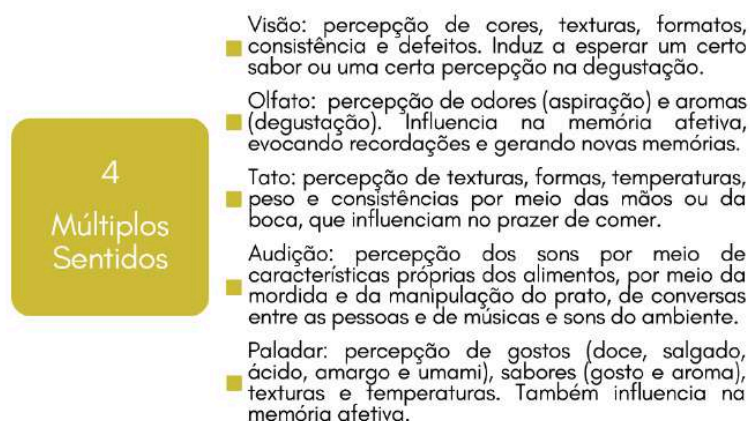 4
Múltiplos
Sentidos
Visão: percepção de cores, texturas, formatos,
consistência e defeitos. Induz a esperar um certo
sabor ou uma certa percepção na degustação.
Olfato: percepção de odores (aspiração) e aromas
(degustação). Influencia na memória afetiva,
evocando recordações e gerando novas memórias.
Tato: percepção de texturas, formas, temperaturas,
peso e consistências por meio das mãos ou da
boca, que influenciam no prazer de comer.
Audição: percepção dos sons por meio de
características próprias dos alimentos, por meio da
mordida e da manipulação do prato, de conversas
entre as pessoas e de músicas e sons do ambiente.
Paladar: percepção de gostos (doce, salgado,
ácido, amargo e umami), sabores (gosto e aroma),
texturas e temperaturas. Também influencia na
memória afetiva.